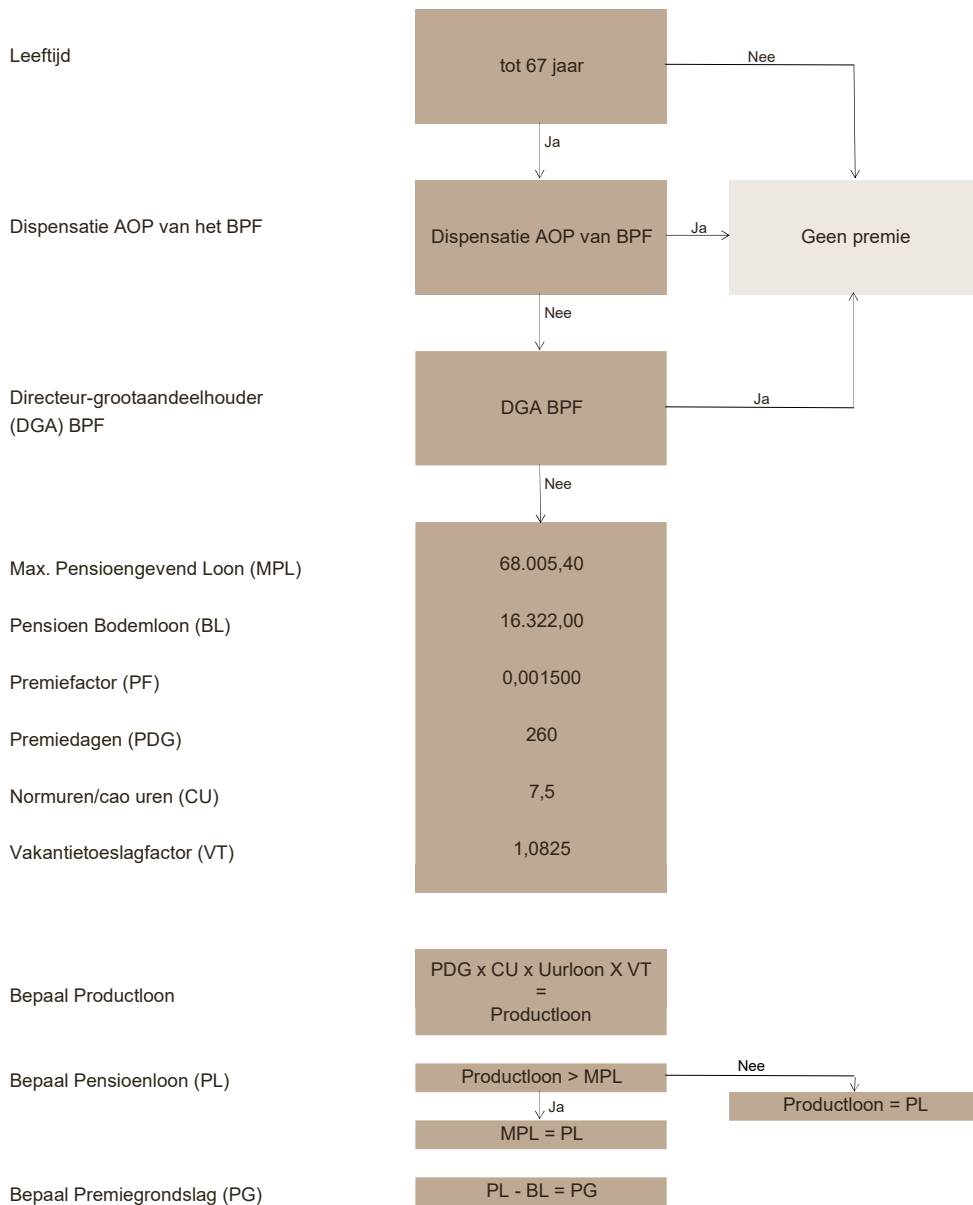 Leeftijd
tot 67 jaar
Nee
Ja
Dispensatie AOP van het BPF
Dispensatie AOP van BPF
Ja
Geen premie
Nee
Directeur-grootaandeelhouder
(DGA) BPF
DGA BPF
Ja
Nee
Max. Pensioengevend Loon (MPL)
68.005,40
Pensioen Bodemloon (BL)
16.322,00
Premiefactor (PF)
0,001500
Premiedagen (PDG)
260
Normuren/cao uren (CU)
7,5
Vakantietoeslagfactor (VT)
1,0825
Bepaal Productloon
PDG x CU x Uurloon X VT
=
Productloon
Bepaal Pensioenloon (PL)
Productloon > MPL
Nee
Ja
Productloon = PL
MPL = PL
Bepaal Premiegrondslag (PG)
PL - BL = PG